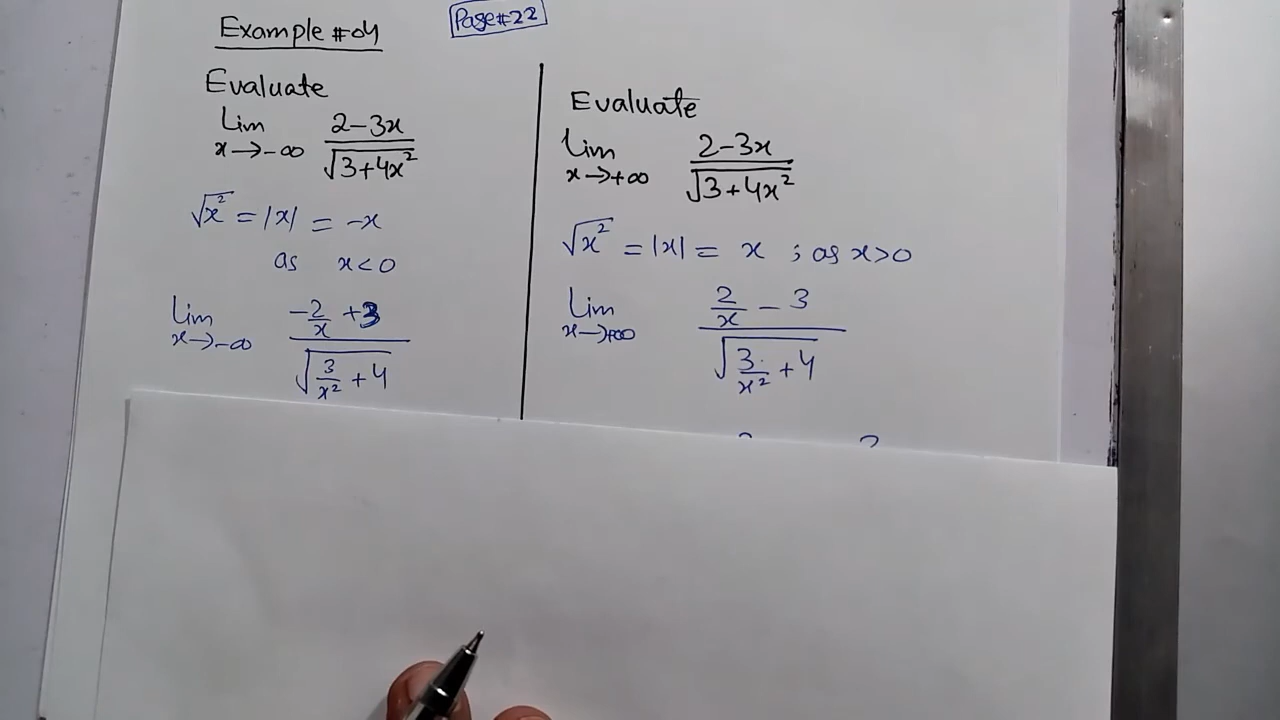 Example #04
Page#22
Evaluate
Lim x→-∞ (2-3x)/√(3+4x²)
√x² = |x| = -x
as x<0
Lim x→-∞ (-2/x +3)/√(3/x² +4)
Evaluate
Lim x→+∞ (2-3x)/√(3+4x²)
√x² = |x| = x ; as x>0
Lim x→+∞ (2/x - 3)/√(3/x² +4)